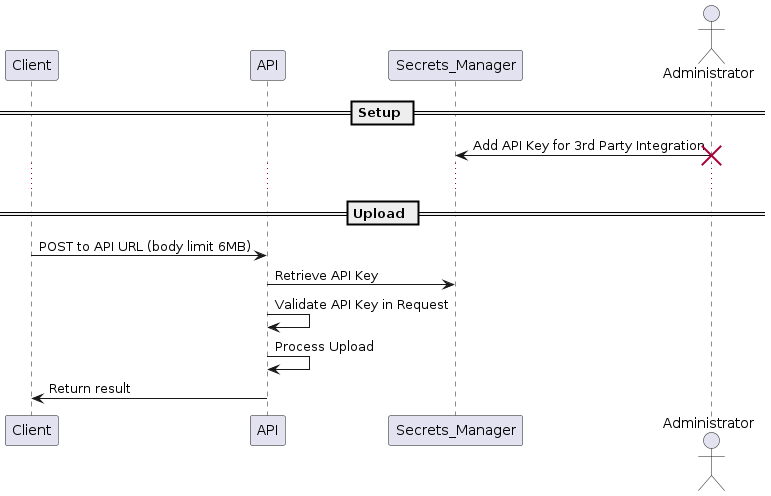 Client
API
Secrets_Manager
Administrator
Setup
Add API Key for 3rd Party Integration
Upload
POST to API URL (body limit 6MB)
Retrieve API Key
Validate API Key in Request
Process Upload
Return result
Client
API
Secrets_Manager
Administrator